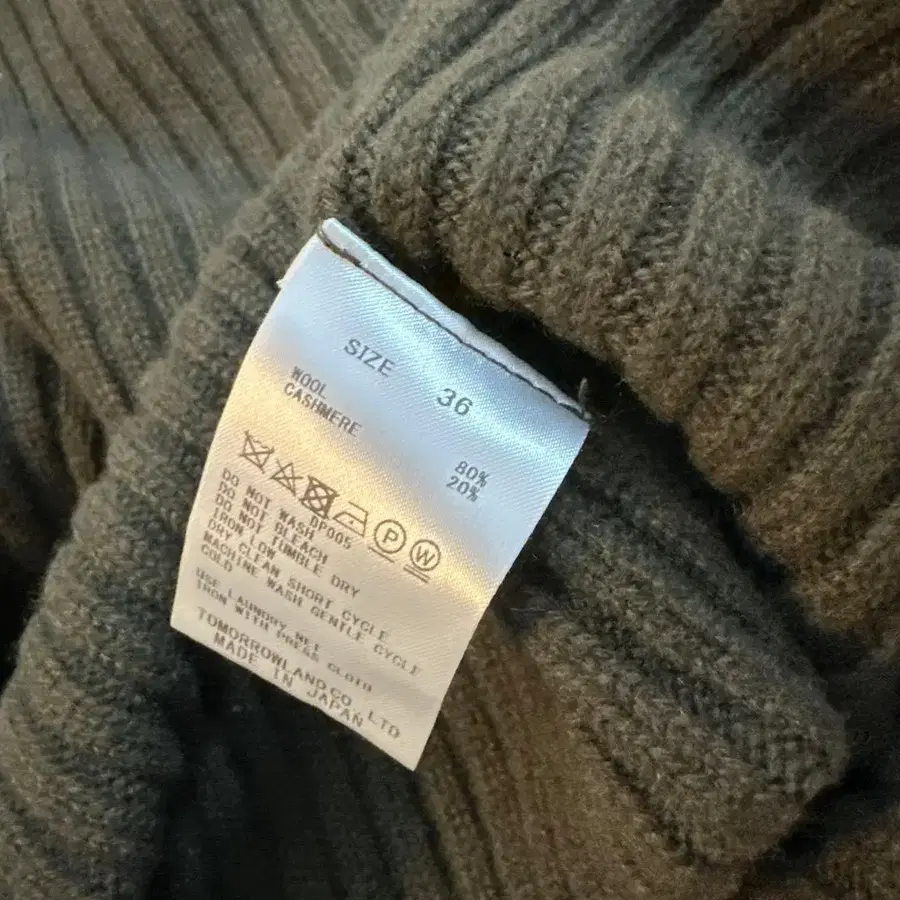 SIZE 36
WOOL 80%
CASHMERE 20%
P W
DP005
DO NOT WASH
DO NOT BLEACH
DO NOT TUMBLE DRY
IRON LOW
DRY CLEAN SHORT CYCLE
MACHINE WASH GENTLE CYCLE
COLD
USE LAUNDRY NET
IRON WITH PRESS CLOTH
TOMORROWLAND CO., LTD
MADE IN JAPAN